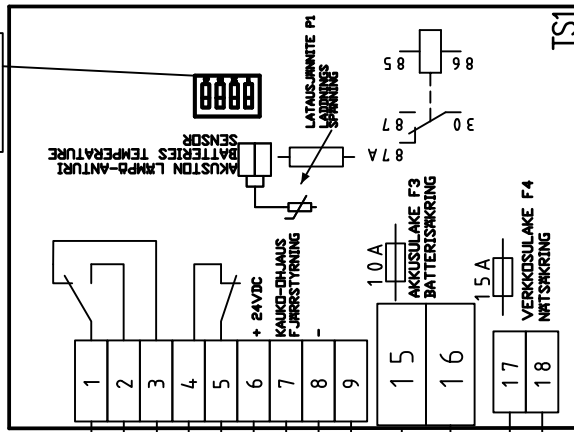 TS1
LATAUSJÄNNITE P1
LADDNINGS
SPÄNNING
85
86
87
30
87A
AKUSTON LÄMPÖ-ANTURI
BATTERIES TEMPERATURE
SENSOR
10A
AKKUSULAKE F3
BATTERISÄKRING
15A
VERKKOSULAKE F4
NÄTSÄKRING
+ 24VDC
KAUKO-OHJAUS
FJÄRRSTYRNING
-
1
2
3
4
5
6
7
8
9
15
16
17
18